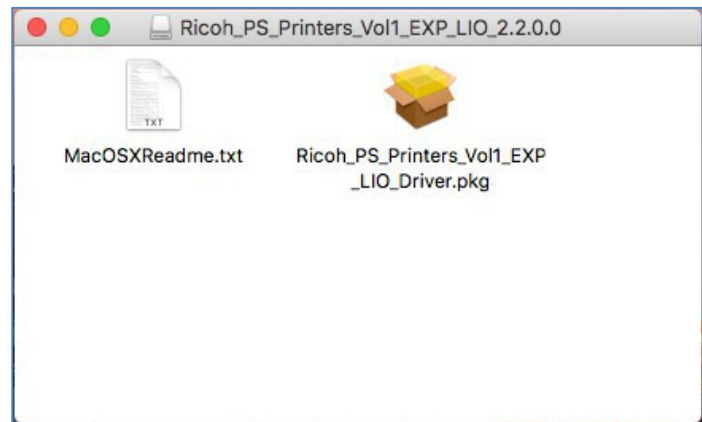 Ricoh_PS_Printers_Vol1_EXP_LIO_2.2.0.0
TXT
MacOSXReadme.txt
Ricoh_PS_Printers_Vol1_EXP
_LIO_Driver.pkg